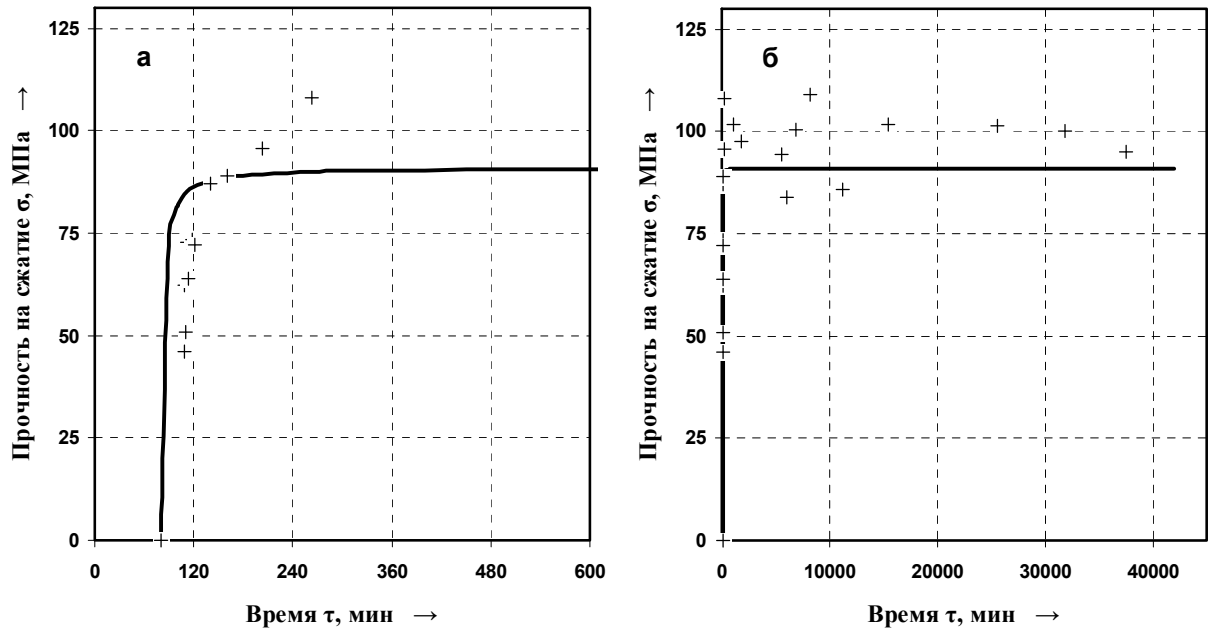 а
Прочность на сжатие σ, МПа →
125
100
75
50
25
0
0 120 240 360 480 600
Время τ, мин →
б
Прочность на сжатие σ, МПа →
125
100
75
50
25
0
0 10000 20000 30000 40000
Время τ, мин →